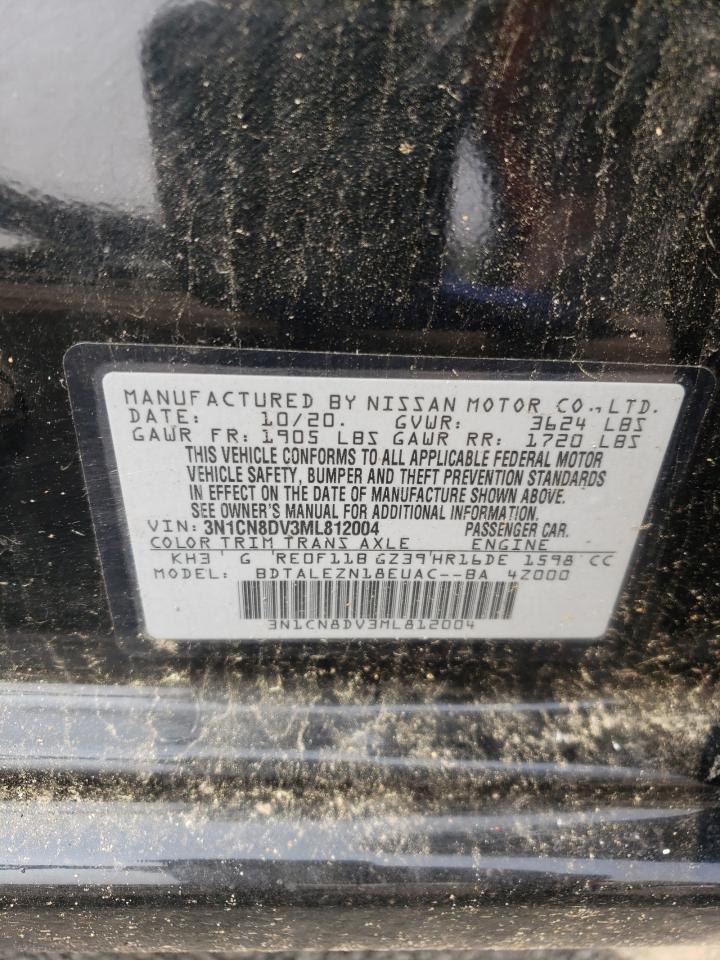 MANUFACTURED BY NISSAN MOTOR CO., LTD.
DATE: 10/20. GVWR: 3624 LBS
GAWR FR: 1905 LBS GAWR RR: 1720 LBS
THIS VEHICLE CONFORMS TO ALL APPLICABLE FEDERAL MOTOR
VEHICLE SAFETY, BUMPER AND THEFT PREVENTION STANDARDS
IN EFFECT ON THE DATE OF MANUFACTURE SHOWN ABOVE.
SEE OWNER'S MANUAL FOR ADDITIONAL INFORMATION.
VIN: 3N1CN8DV3ML812004 PASSENGER CAR.
COLOR TRIM TRANS AXLE ENGINE
KH3 ' G 'RE0F11B GZ39'HR16DE 1598 CC
MODEL: BDTALEZN18EUAC--BA 4Z000
3N1CN8DV3ML812004